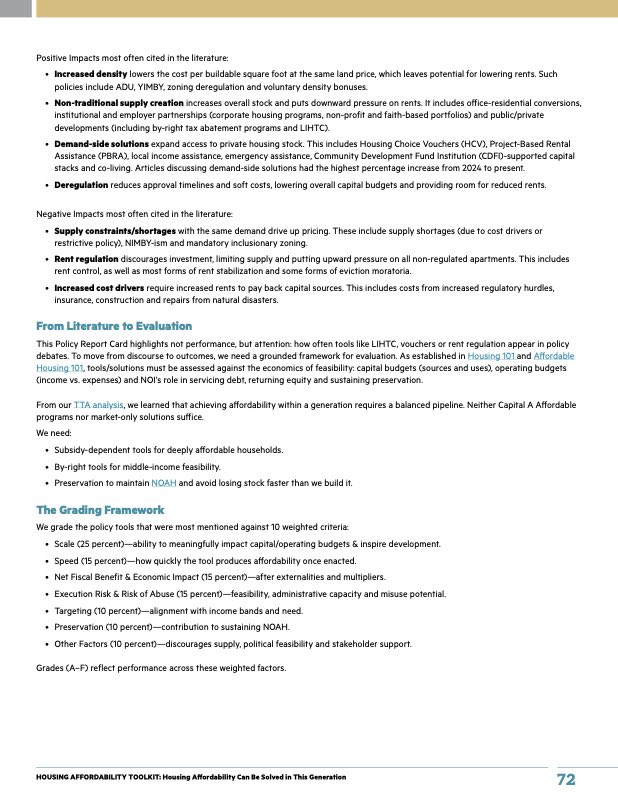 Positive Impacts most often cited in the literature:
• Increased density lowers the cost per buildable square foot at the same land price, which leaves potential for lowering rents. Such
policies include ADU, YIMBY, zoning deregulation and voluntary density bonuses.
• Non-traditional supply creation increases overall stock and puts downward pressure on rents. It includes office-residential conversions,
institutional and employer partnerships (corporate housing programs, non-profit and faith-based portfolios) and public/private
developments (including by-right tax abatement programs and LIHTC).
• Demand-side solutions expand access to private housing stock. This includes Housing Choice Vouchers (HCV), Project-Based Rental
Assistance (PBRA), local income assistance, emergency assistance, Community Development Fund Institution (CDFI)-supported capital
stacks and co-living. Articles discussing demand-side solutions had the highest percentage increase from 2024 to present.
• Deregulation reduces approval timelines and soft costs, lowering overall capital budgets and providing room for reduced rents.
Negative Impacts most often cited in the literature:
• Supply constraints/shortages with the same demand drive up pricing. These include supply shortages (due to cost drivers or
restrictive policy), NIMBY-ism and mandatory inclusionary zoning.
• Rent regulation discourages investment, limiting supply and putting upward pressure on all non-regulated apartments. This includes
rent control, as well as most forms of rent stabilization and some forms of eviction moratoria.
• Increased cost drivers require increased rents to pay back capital sources. This includes costs from increased regulatory hurdles,
insurance, construction and repairs from natural disasters.
From Literature to Evaluation
This Policy Report Card highlights not performance, but attention: how often tools like LIHTC, vouchers or rent regulation appear in policy
debates. To move from discourse to outcomes, we need a grounded framework for evaluation. As established in Housing 101 and Affordable
Housing 101, tools/solutions must be assessed against the economics of feasibility: capital budgets (sources and uses), operating budgets
(income vs. expenses) and NOI's role in servicing debt, returning equity and sustaining preservation.
From our TTA analysis, we learned that achieving affordability within a generation requires a balanced pipeline. Neither Capital A Affordable
programs nor market-only solutions suffice.
We need:
• Subsidy-dependent tools for deeply affordable households.
• By-right tools for middle-income feasibility.
• Preservation to maintain NOAH and avoid losing stock faster than we build it.
The Grading Framework
We grade the policy tools that were most mentioned against 10 weighted criteria:
• Scale (25 percent)—ability to meaningfully impact capital/operating budgets & inspire development.
• Speed (15 percent)—how quickly the tool produces affordability once enacted.
• Net Fiscal Benefit & Economic Impact (15 percent)—after externalities and multipliers.
• Execution Risk & Risk of Abuse (15 percent)—feasibility, administrative capacity and misuse potential.
• Targeting (10 percent)—alignment with income bands and need.
• Preservation (10 percent)—contribution to sustaining NOAH.
• Other Factors (10 percent)—discourages supply, political feasibility and stakeholder support.
Grades (A–F) reflect performance across these weighted factors.
HOUSING AFFORDABILITY TOOLKIT: Housing Affordability Can Be Solved in This Generation
72